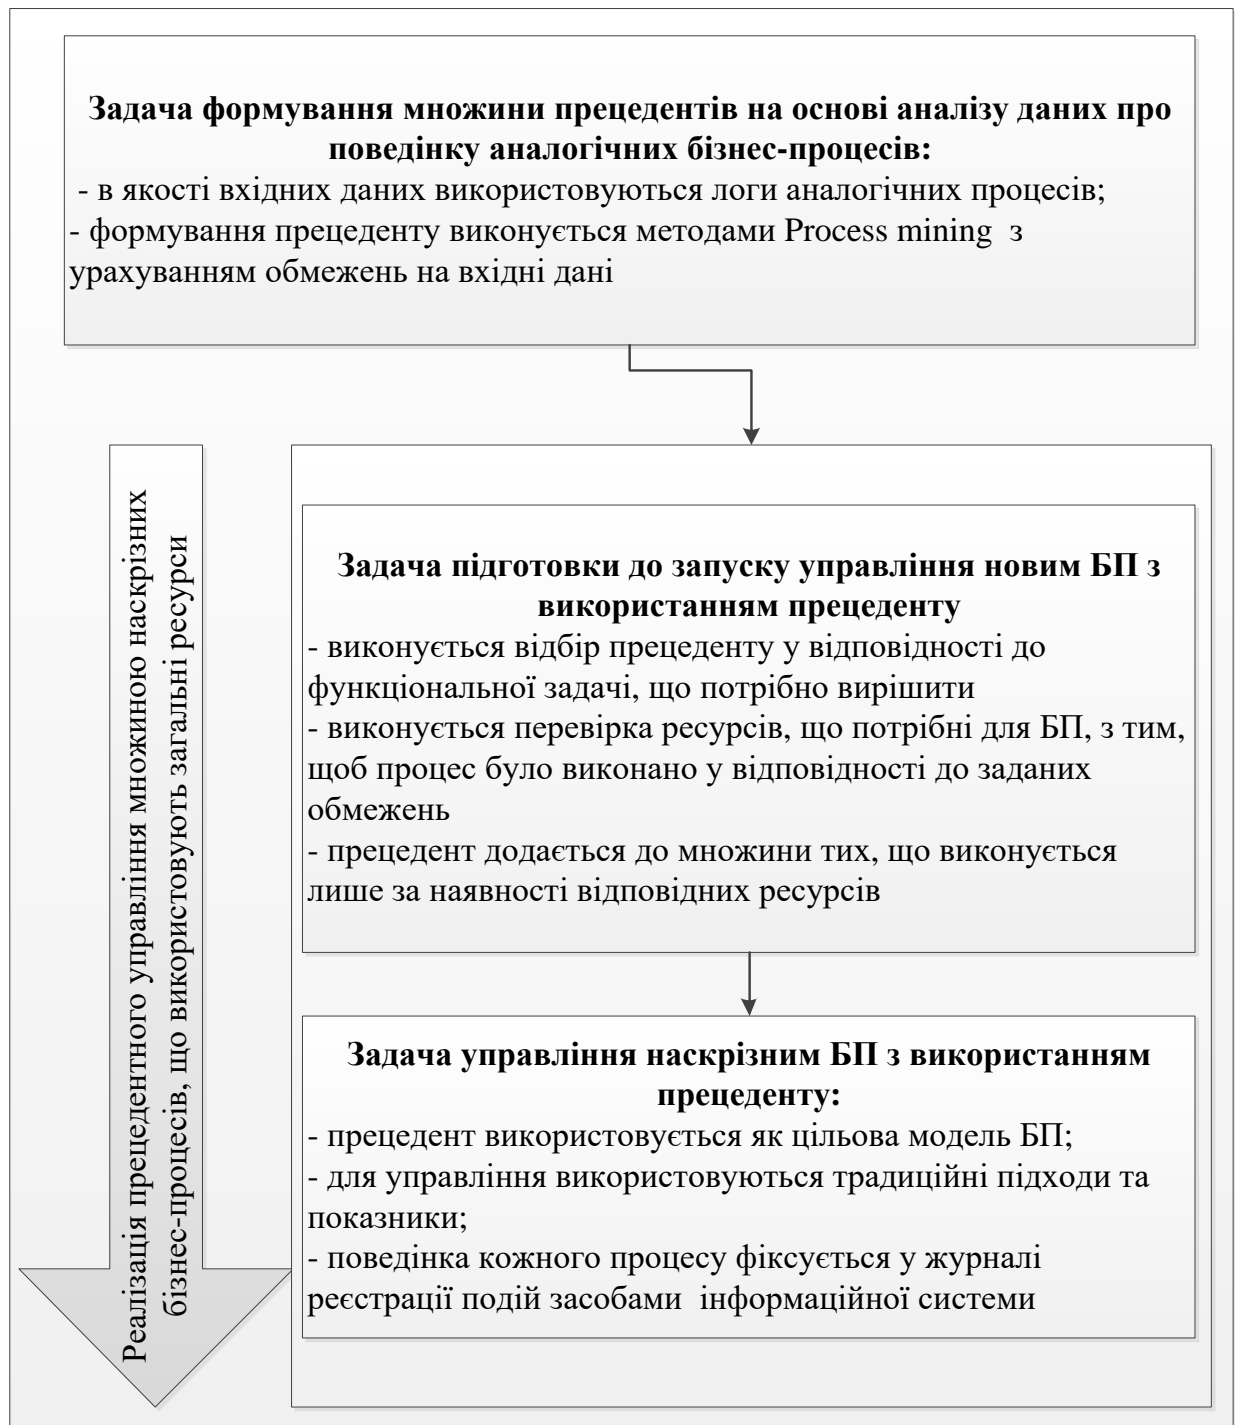 Задача формування множини прецедентів на основі аналізу даних про
поведінку аналогічних бізнес-процесів:
- в якості вхідних даних використовуються логи аналогічних процесів;
- формування прецеденту виконується методами Process mining з
урахуванням обмежень на вхідні дані
Реалізація прецедентного управління множиною наскрізних
бізнес-процесів, що використовують загальні ресурси
Задача підготовки до запуску управління новим БП з
використанням прецеденту
- виконується відбір прецеденту у відповідності до
функціональної задачі, що потрібно вирішити
- виконується перевірка ресурсів, що потрібні для БП, з тим,
щоб процес було виконано у відповідності до заданих
обмежень
- прецедент додається до множини тих, що виконується
лише за наявності відповідних ресурсів
Задача управління наскрізним БП з використанням
прецеденту:
- прецедент використовується як цільова модель БП;
- для управління використовуються традиційні підходи та
показники;
- поведінка кожного процесу фіксується у журналі
реєстрації подій засобами інформаційної системи